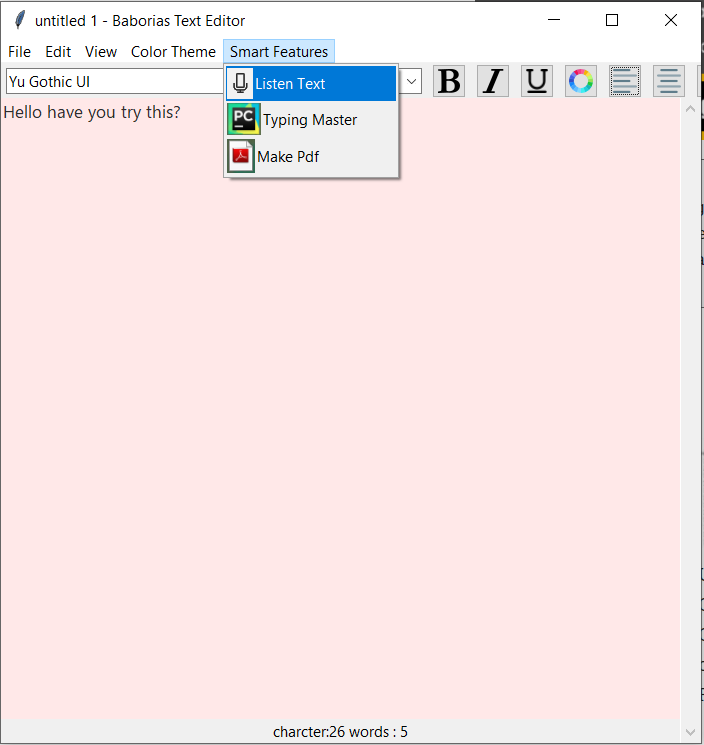 untitled 1 - Baborias Text Editor
File Edit View Color Theme Smart Features
Yu Gothic UI B I U
Listen Text
PC Typing Master
Make Pdf
Hello have you try this?
charcter:26 words : 5